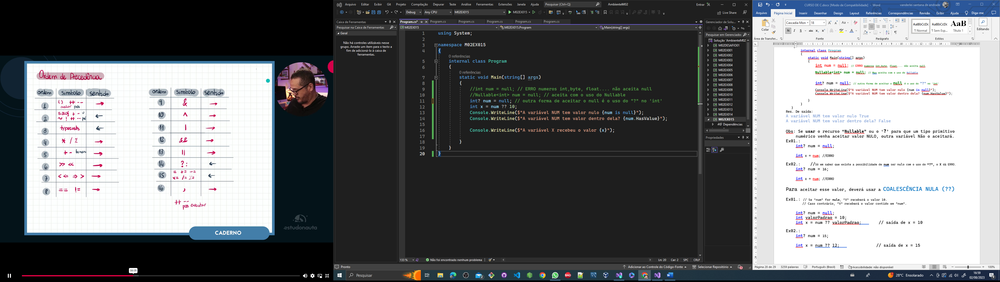 Ordem de Precedência
ordem símbolo sentido
1 () ++ --
avaliar pós
2 sizeof + -
~ ! ++ --
3 typecasts
4 * / %
5 + -
6 >> <<
7 < <= => >
8 == !=
ordem símbolo sentido
9 &
10 ^
11 |
12 &&
13 ||
14 ?:
15 = += -=
*= /= %=
16 ,
++ --
pós executar
CADERNO
estudonauta
08:05
Arquivo Editar Exibir Git Projeto Compilação Depurar Teste Análise Ferramentas Extensões Janela Ajuda Pesquisar (Ctrl+Q) AmbienteM02 Entrar
Debug Any CPU M02EX015 M02EX015 Live Share
Caixa de Ferramentas
Pesquisar na Caixa de Ferramentas
Geral
Não há controles utilizáveis nesse
grupo. Arraste um item para o texto a
fim de adicioná-lo à caixa de
ferramentas.
Program.cs* Program.cs Program.cs Program.cs Program.cs Program.cs
M02EX015 M02EX015.Program Main(string[] args)
1 using System;
2
3 namespace M02EX015
4 {
0 referências
5 internal class Program
6 {
0 referências
7 static void Main(string[] args)
8 {
9 //int num = null; // ERRO numeros int,byte, float.... não aceita null
10 //Nullable<int> num = null; // aceita com o uso do Nullable
11 int? num = null; // outra forma de aceitar o null é o uso do "?" no 'int'
12 int x = num ?? 10;
13 Console.WriteLine($"A variável NUM tem valor nulo {num is null}");
14 Console.WriteLine($"A variável NUM tem valor dentro dela? {num.HasValue}");
15
16 Console.WriteLine($"A variável X recebeu o valor {x}");
17
18 }
19 }
20 }
133 % Não foi encontrado nenhum problema Ln: 20 Car: 2 SPC CRLF
Gerenciador de Solu...
Pesquisar em Gerenciador
Solução 'AmbienteM02
M02DESAFIO01
M02EX001
M02EX002
M02EX003
M02EX004
M02EX005
M02EX006
M02EX007
M02EX008
M02EX009
M02EX010
M02EX011
M02EX012
M02EX013
M02EX014
M02EX015
Dependências
Propriedades
Pronto Adicionar ao Controle do Código-Fonte Selecionar Repositório 1
Pesquisar
CURSO DE C.docx [Modo de Compatibilidade] - Word vanderlei santana de andrade
Arquivo Página Inicial Inserir Desenhar Design Layout Referências Correspondências Revisão Exibir Ajuda Diga-me
Colar Cascadia Mon 18 AaBbCcDc AaBbCcDc AaB Editando
N I S abc x₂ x² ¶ Normal ¶ Sem Esp... Título 1
Área de Transfer... Fonte Parágrafo Estilos
internal class Program
{
static void Main(string[] args)
{
int num = null; // ERRO numeros int,byte, float.... não aceita null
Nullable<int> num = null; // Mas aceita com o uso do Nullable
int? num = null; // outra forma de aceitar o null é o uso do "?" no 'int'
Console.WriteLine($"A variável NUM tem valor nulo {num is null}");
Console.WriteLine($"A variável NUM tem valor dentro dela? {num.HasValue}");
}
}
}
Res. De saída:
A variável NUM tem valor nulo True
A variável NUM tem valor dentro dela? False
Obs: Se usar o recurso “Nullable” ou o ‘?’ para que um tipo primitivo
numérico venha aceitar valor NULO, outra variável Não o aceitará.
Ex01.:
int? num = null;
int x = num; //ERRO
Ex02.: //Só em saber que existe a possibilidade de num ser nulo com o uso do “?”, o X dá ERRO.
int? num = 16;
int x = num; //ERRO
Para aceitar esse valor, deverá usar a COALESCÊNCIA NULA (??)
Ex01.: // Se "num" for nulo, "X" receberá o valor 10.
// Caso contrário, "X" receberá o valor contido em "num".
int? num = null;
int valorPadrao = 10;
int x = num ?? valorPadrao; // saída de x = 10
Ex02.:
int? num = 15;
int x = num ?? 12; // saída de x = 15
Página 28 de 29 3259 palavras Português (Brasil) Acessibilidade: não disponível 100%
28°C Ensolarado 16:59
02/08/2023